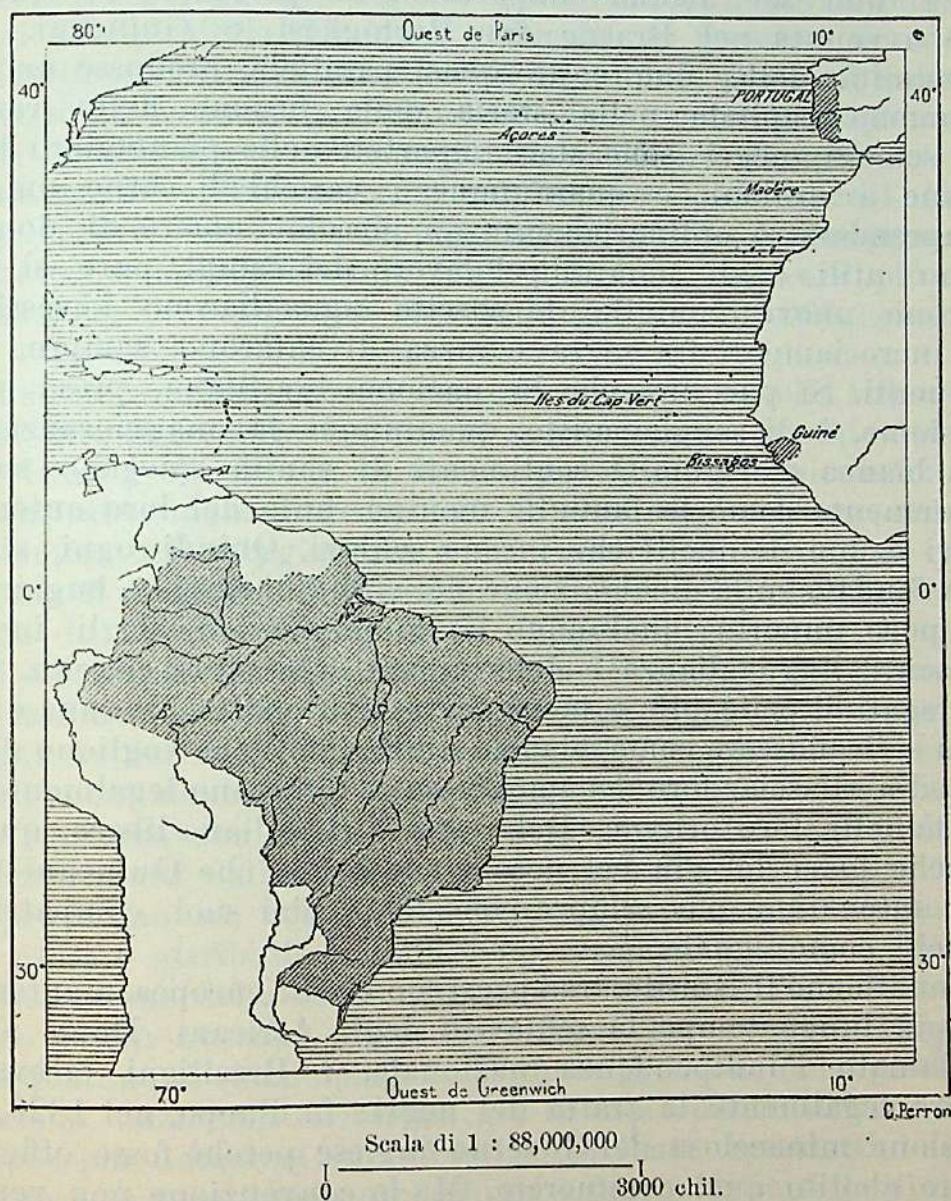 80° Ouest de Paris 10° 0
40° PORTUGAL 40°
Açores
Madère
Iles du Cap-Vert
Guiné
Bissagos
0° 0°
B R E
30° 30°
70° Ouest de Greenwich 10°
C. Perron
Scala di 1 : 88,000,000
0 3000 chil.